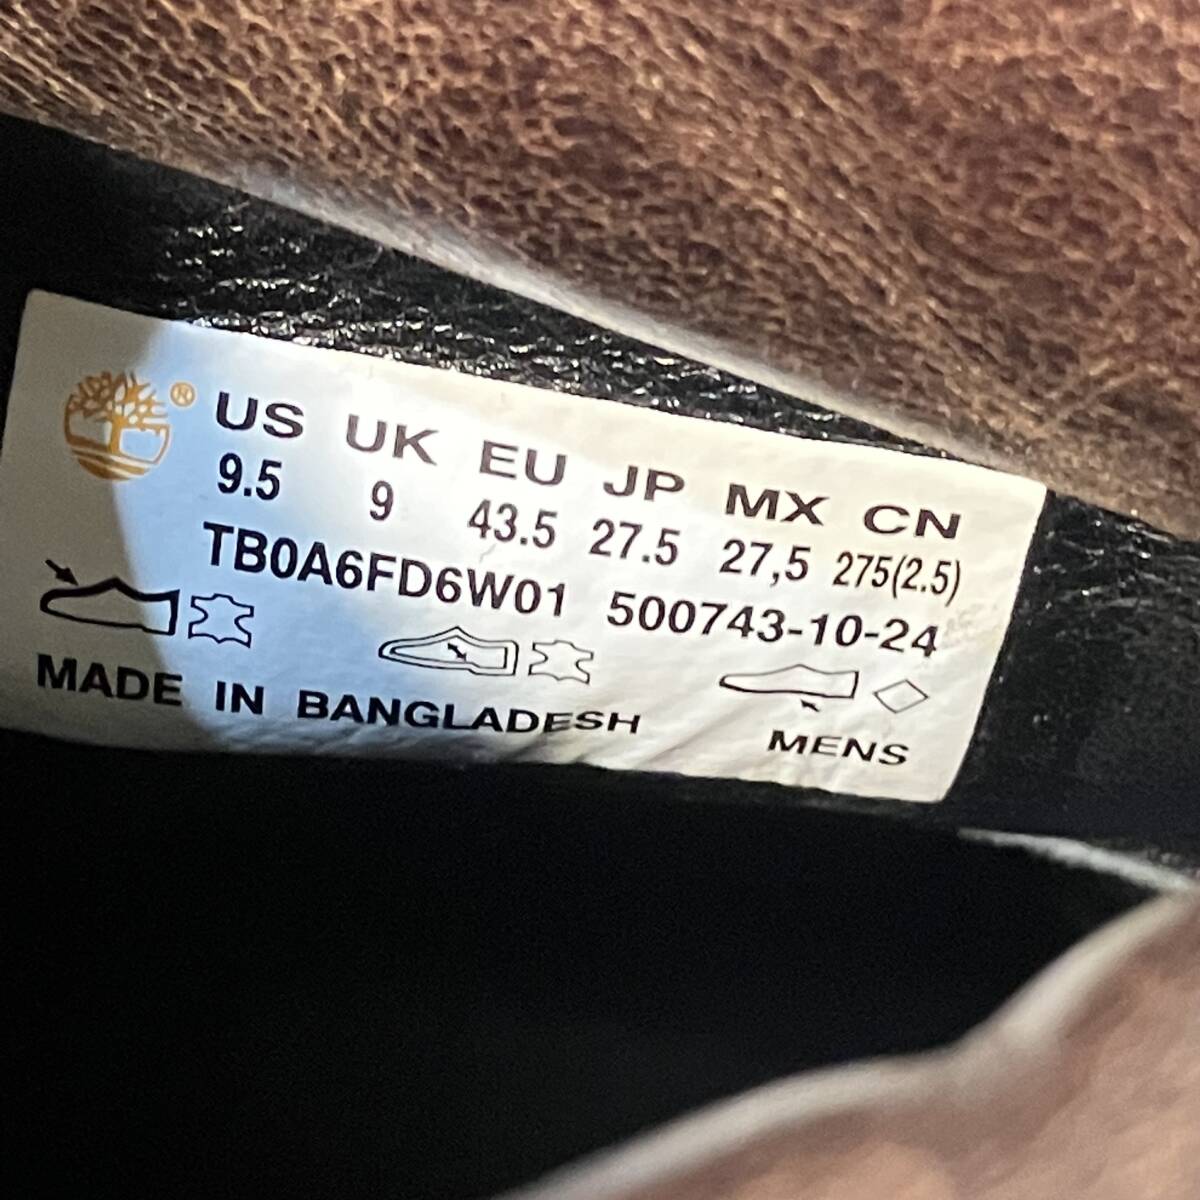 ® US UK EU JP MX CN
9.5 9 43.5 27.5 27,5 275(2.5)
TB0A6FD6W01 500743-10-24
MADE IN BANGLADESH MENS